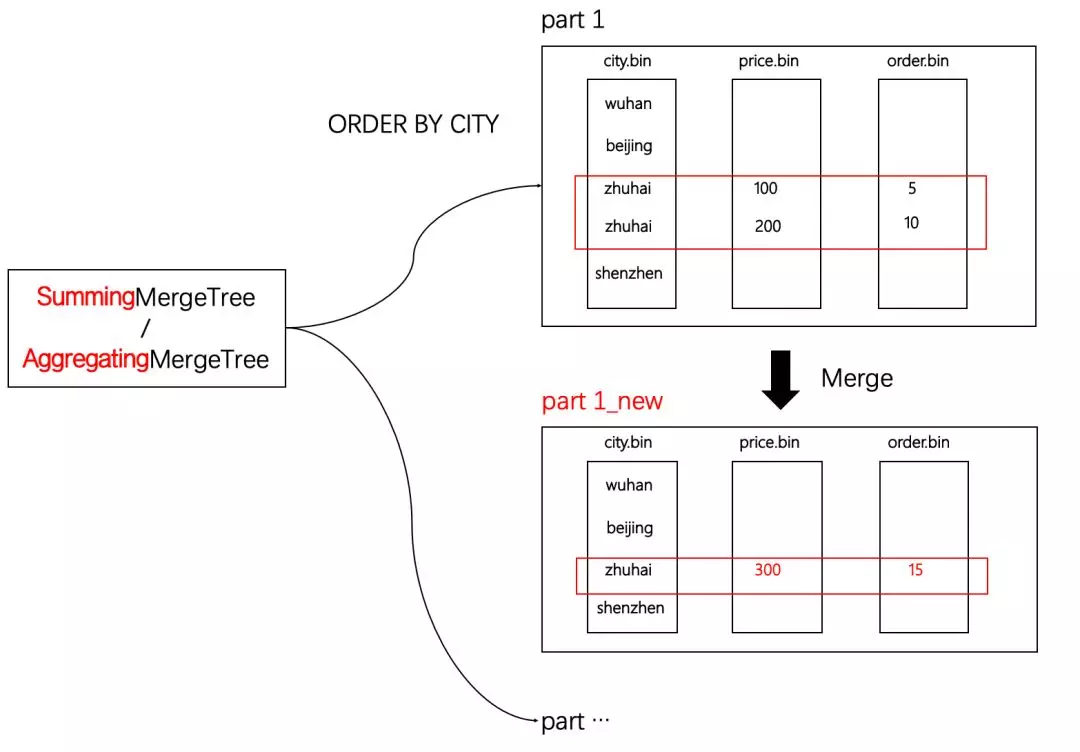 part 1
city.bin price.bin order.bin
ORDER BY CITY
wuhan
beijing
zhuhai 100 5
zhuhai 200 10
shenzhen
SummingMergeTree
/
AggregatingMergeTree
Merge
part 1_new
city.bin price.bin order.bin
wuhan
beijing
zhuhai 300 15
shenzhen
part ···